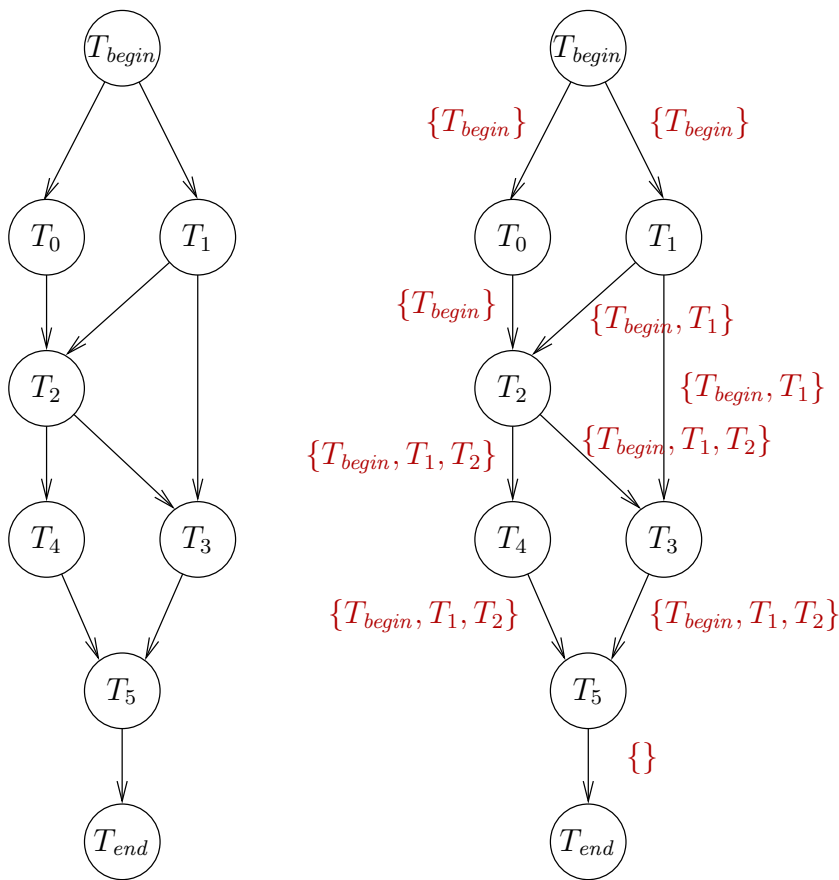 T_begin T_begin
{T_begin} {T_begin}
T_0 T_1 T_0 T_1
{T_begin} {T_begin, T_1}
T_2 T_2 {T_begin, T_1}
{T_begin, T_1, T_2} {T_begin, T_1, T_2}
T_4 T_3 T_4 T_3
{T_begin, T_1, T_2} {T_begin, T_1, T_2}
T_5 T_5
{}
T_end T_end